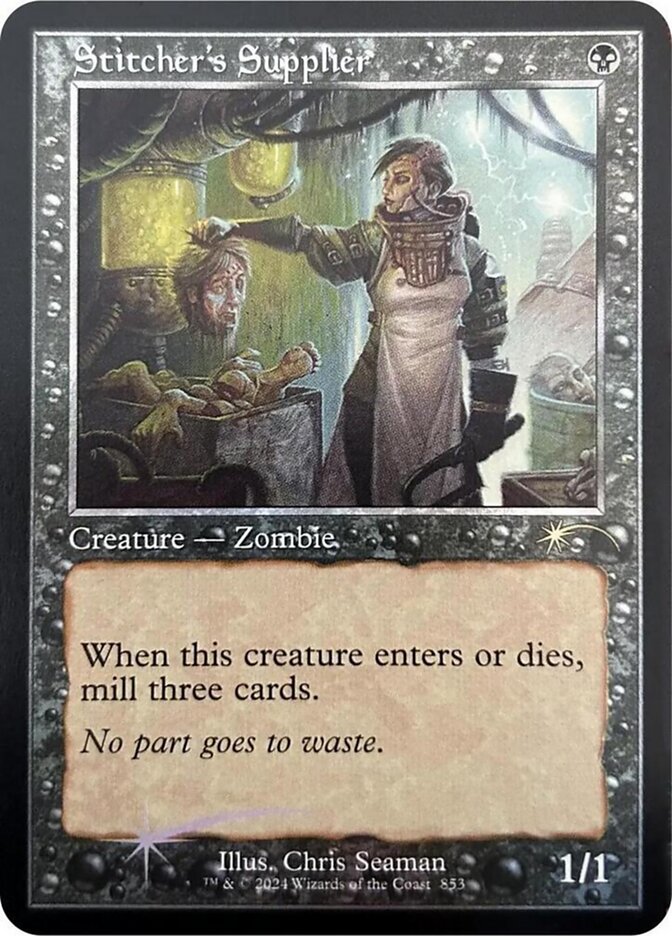 Stitcher's Supplier
Creature — Zombie
When this creature enters or dies,
mill three cards.
No part goes to waste.
Illus. Chris Seaman
™ & © 2024 Wizards of the Coast 853
1/1